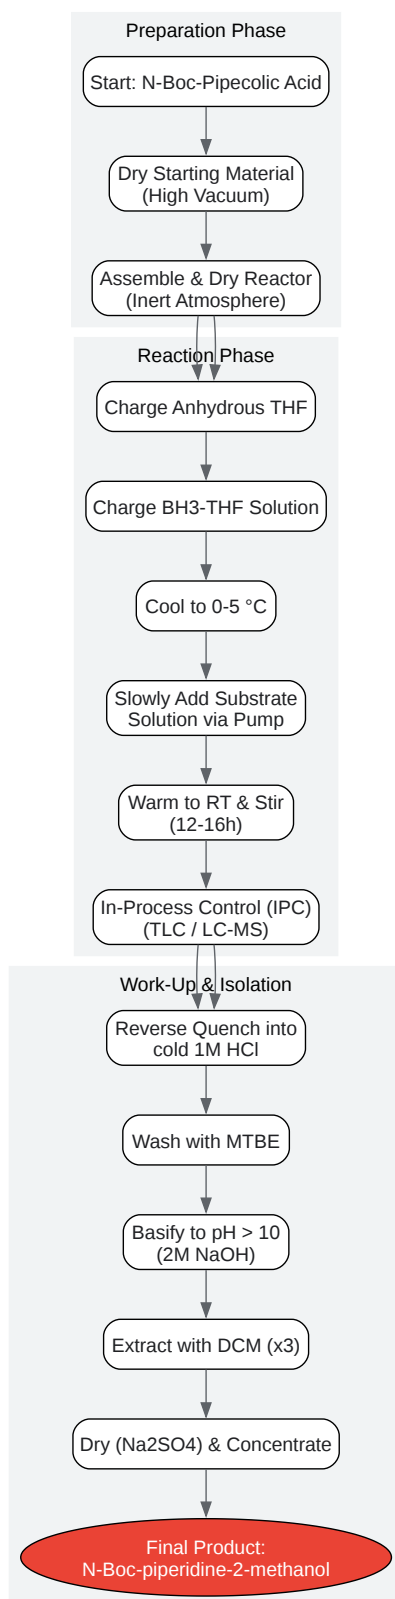 Preparation Phase
Start: N-Boc-Pipecolic Acid
Dry Starting Material
(High Vacuum)
Assemble & Dry Reactor
(Inert Atmosphere)
Reaction Phase
Charge Anhydrous THF
Charge BH3-THF Solution
Cool to 0-5 °C
Slowly Add Substrate
Solution via Pump
Warm to RT & Stir
(12-16h)
In-Process Control (IPC)
(TLC / LC-MS)
Work-Up & Isolation
Reverse Quench into
cold 1M HCl
Wash with MTBE
Basify to pH > 10
(2M NaOH)
Extract with DCM (x3)
Dry (Na2SO4) & Concentrate
Final Product:
N-Boc-piperidine-2-methanol